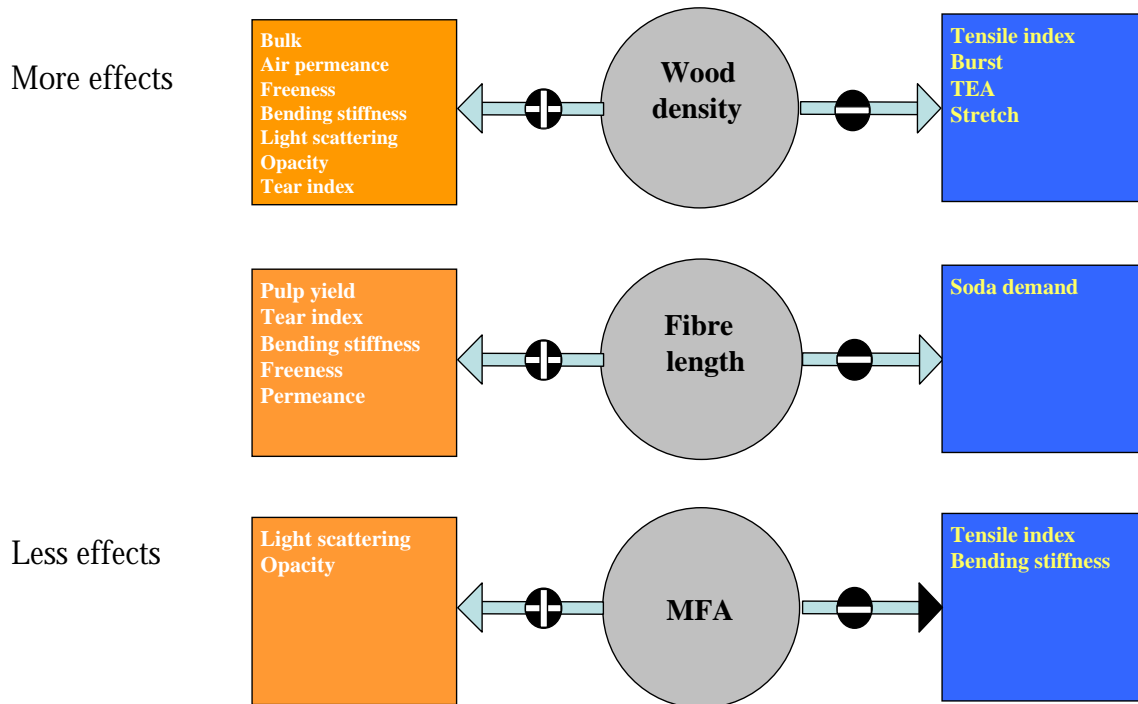 More effects
Bulk
Air permeance
Freeness
Bending stiffness
Light scattering
Opacity
Tear index
Wood
density
Tensile index
Burst
TEA
Stretch
Pulp yield
Tear index
Bending stiffness
Freeness
Permeance
Fibre
length
Soda demand
Less effects
Light scattering
Opacity
MFA
Tensile index
Bending stiffness